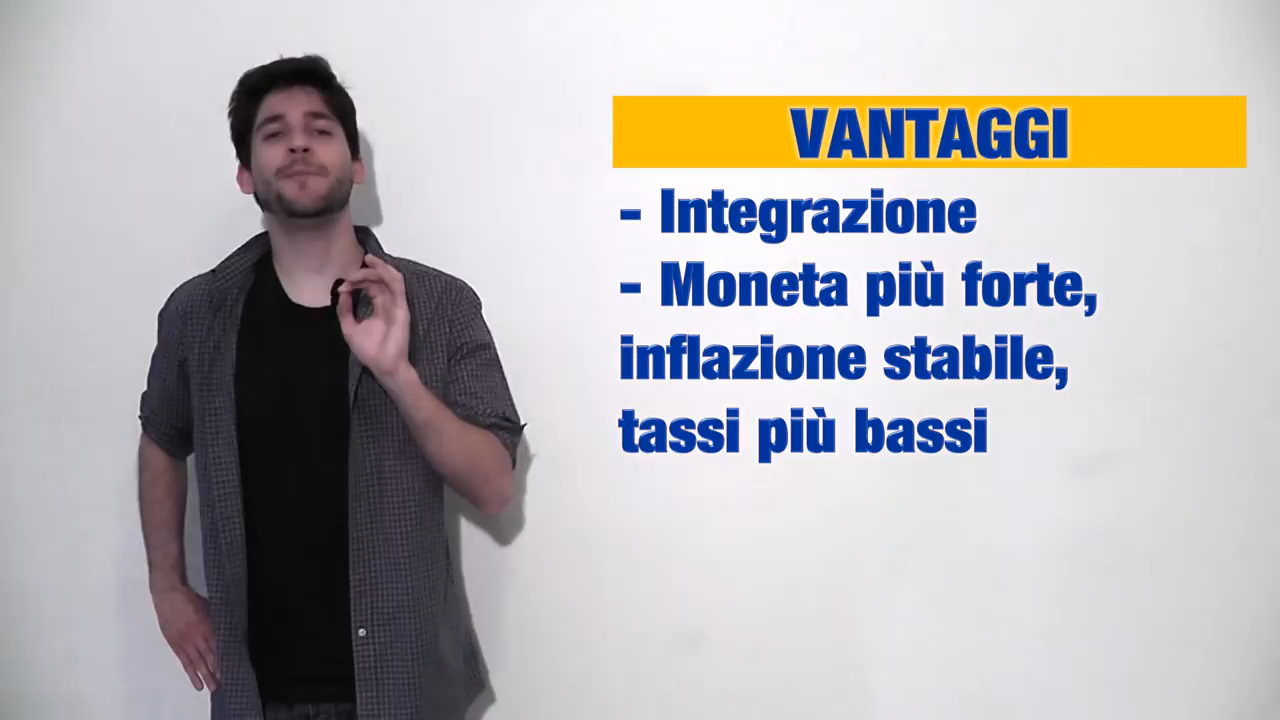 VANTAGGI
- Integrazione
- Moneta più forte,
inflazione stabile,
tassi più bassi